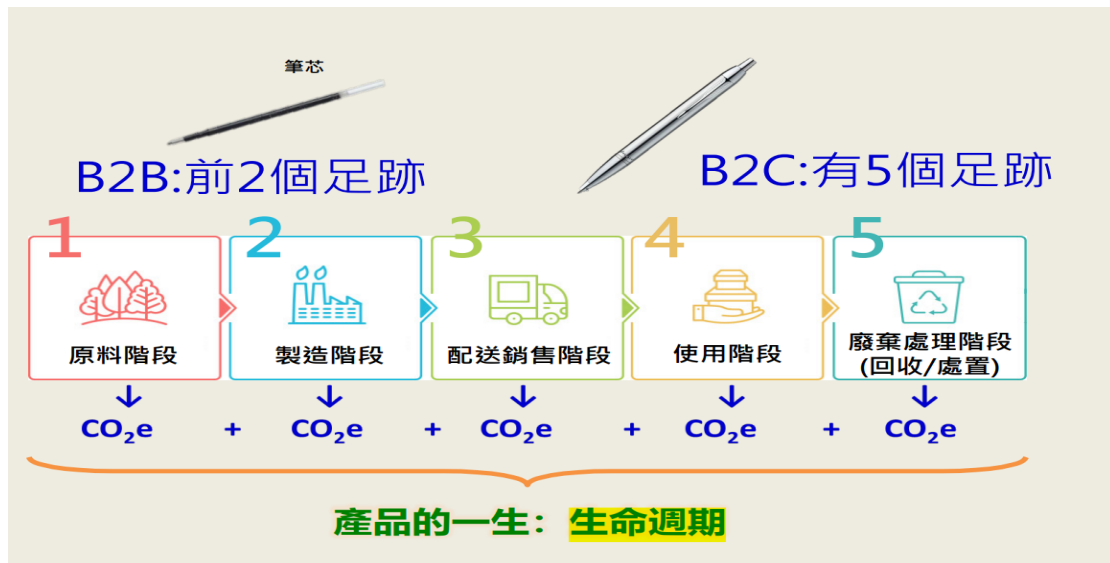 筆芯
B2B:前2個足跡
B2C:有5個足跡
1
2
3
4
5
原料階段
製造階段
配送銷售階段
使用階段
廢棄處理階段
(回收/處置)
CO₂e + CO₂e + CO₂e + CO₂e + CO₂e
產品的一生：生命週期